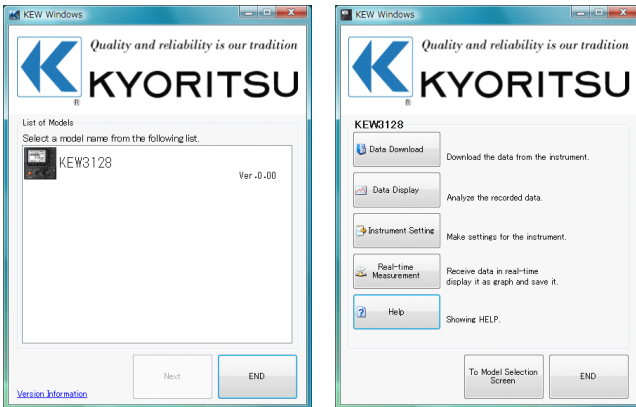 KEW Windows
Quality and reliability is our tradition
KYORITSU
®
List of Models
Select a model name from the following list.
KEW3128
Ver.0.00
Next
END
Version Information
KEW Windows
Quality and reliability is our tradition
KYORITSU
®
KEW3128
Data Download
Download the data from the instrument.
Data Display
Analyze the recorded data.
Instrument Setting
Make settings for the instrument.
Real-time
Measurement
Receive data in real-time
display it as graph and save it.
Help
Showing HELP.
To Model Selection
Screen
END